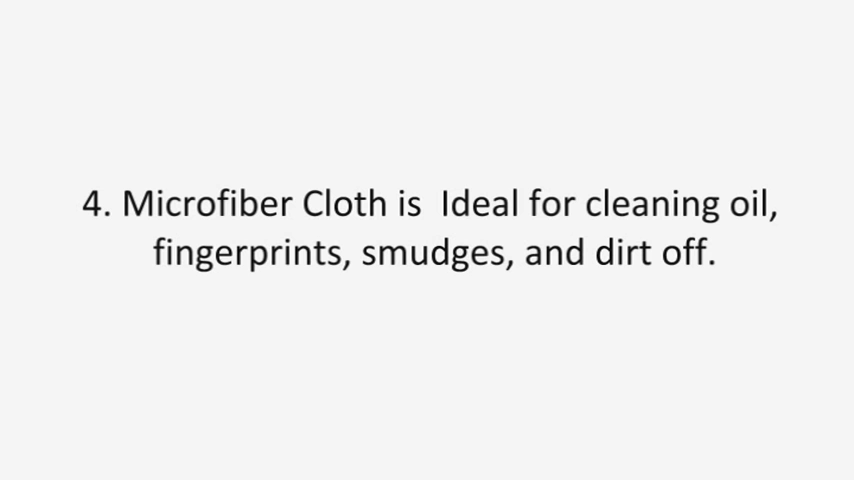 4. Microfiber Cloth is  Ideal for cleaning oil,
fingerprints, smudges, and dirt off.